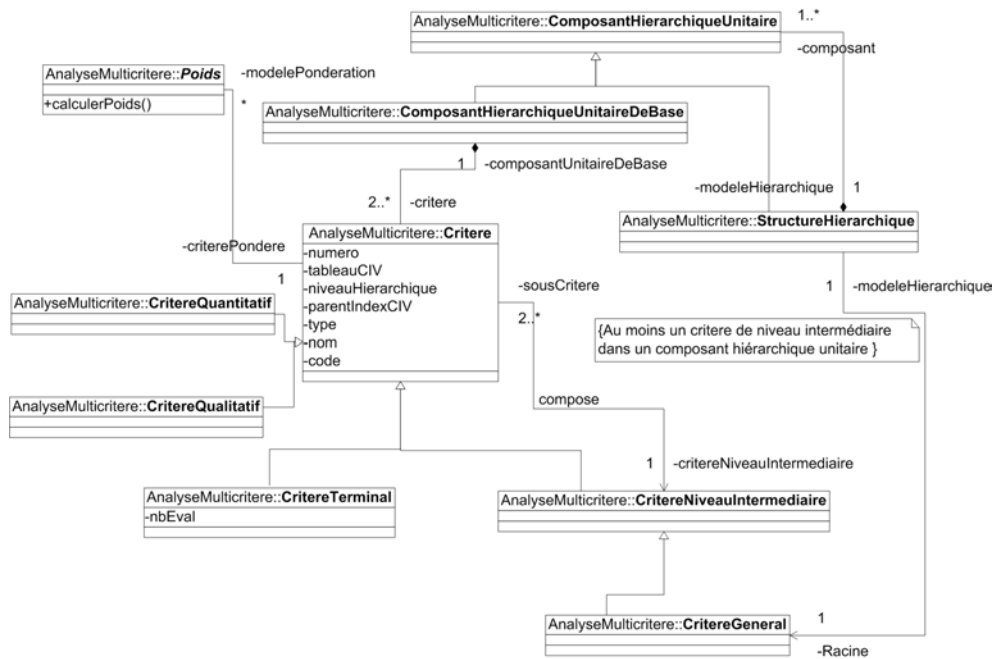 AnalyseMulticritere::ComposantHierarchiqueUnitaire
1..*
-composant
AnalyseMulticritere::Poids
+calculerPoids()
-modelePonderation
*
AnalyseMulticritere::ComposantHierarchiqueUnitaireDeBase
1
-composantUnitaireDeBase
2..*
-critere
-modeleHierarchique
1
AnalyseMulticritere::StructureHierarchique
-criterePondere
1
AnalyseMulticritere::Critere
-numero
-tableauCIV
-niveauHierarchique
-parentIndexCIV
-type
-nom
-code
-sousCritere
2..*
1
-modeleHierarchique
{Au moins un critere de niveau intermédiaire
dans un composant hiérarchique unitaire }
AnalyseMulticritere::CritereQuantitatif
AnalyseMulticritere::CritereQualitatif
compose
1
-critereNiveauIntermediaire
AnalyseMulticritere::CritereTerminal
-nbEval
AnalyseMulticritere::CritereNiveauIntermediaire
AnalyseMulticritere::CritereGeneral
1
-Racine